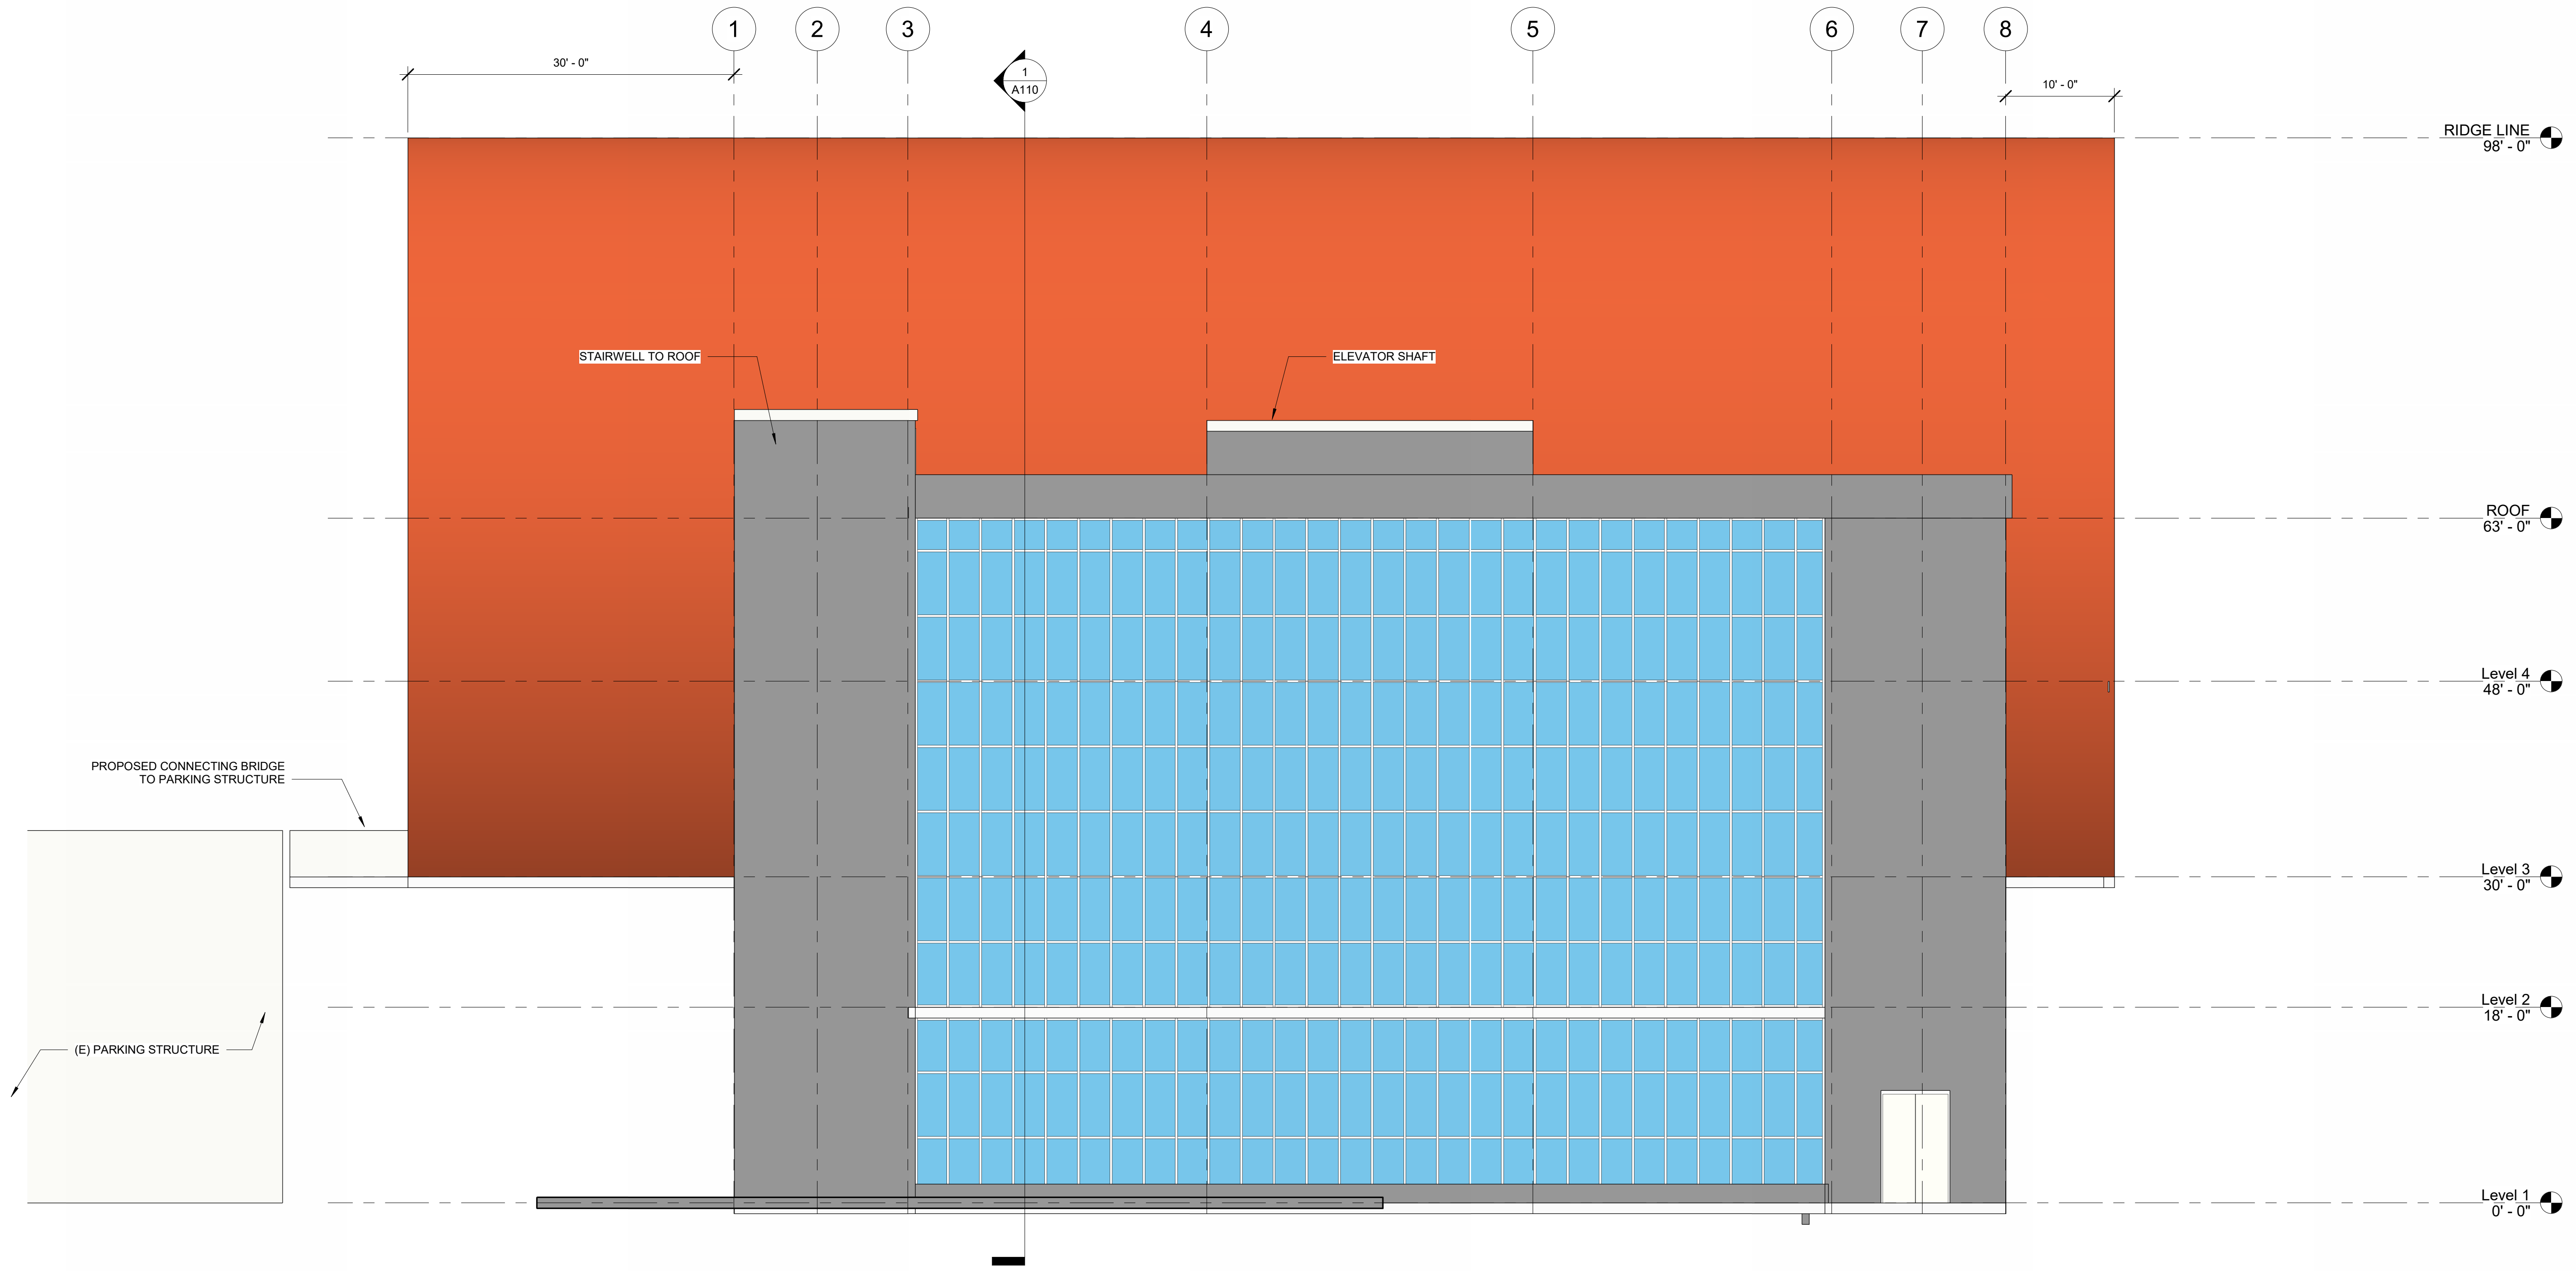 1
2
3
4
5
6
7
8
30' - 0"
1
A110
10' - 0"
RIDGE LINE
98' - 0"
STAIRWELL TO ROOF
ELEVATOR SHAFT
ROOF
63' - 0"
Level 4
48' - 0"
PROPOSED CONNECTING BRIDGE
TO PARKING STRUCTURE
Level 3
30' - 0"
Level 2
18' - 0"
(E) PARKING STRUCTURE
Level 1
0' - 0"